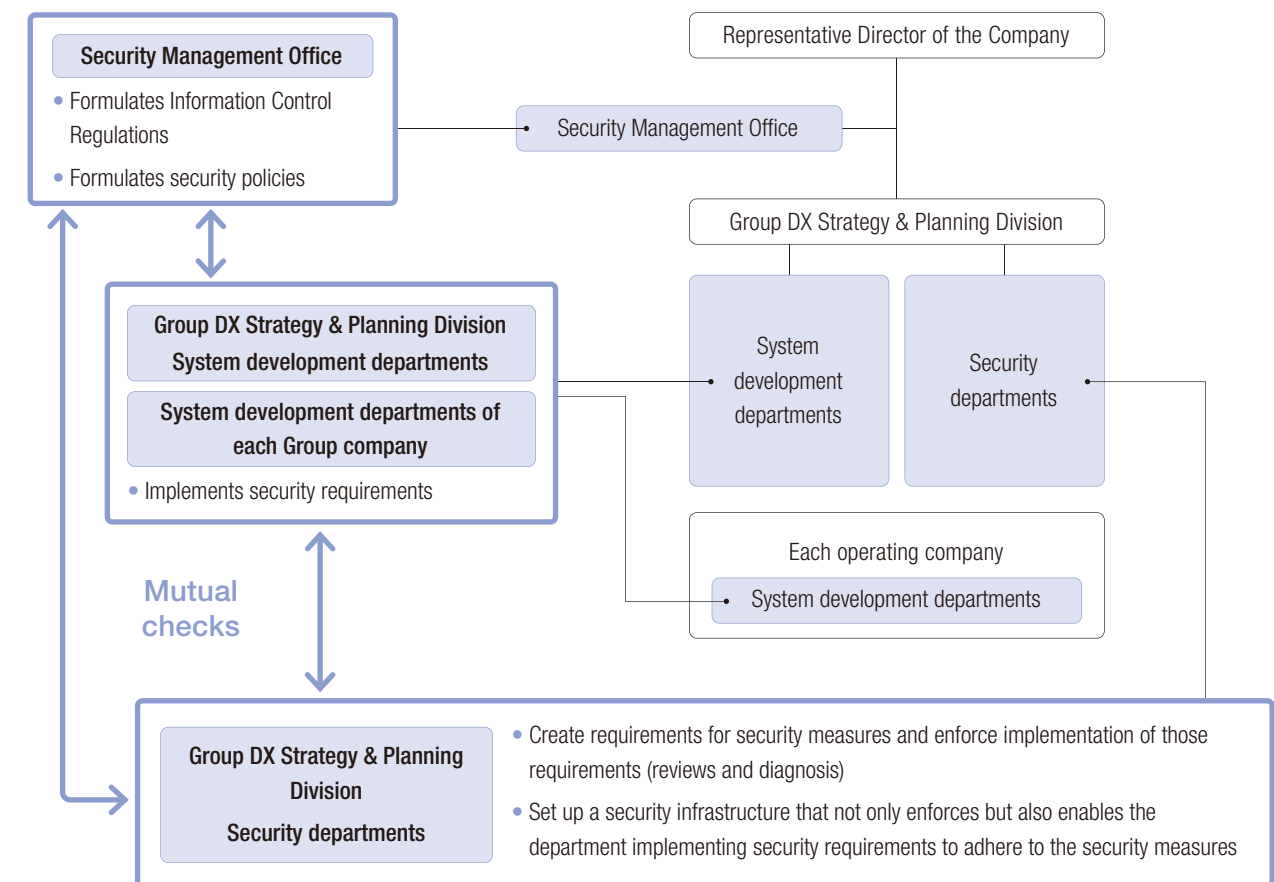 Security Management Office
• Formulates Information Control
Regulations
• Formulates security policies
Representative Director of the Company
Security Management Office
Group DX Strategy & Planning Division
System
development
departments
Security
departments
Each operating company
System development departments
Group DX Strategy & Planning Division
System development departments
System development departments of
each Group company
• Implements security requirements
Mutual
checks
Group DX Strategy & Planning
Division
Security departments
• Create requirements for security measures and enforce implementation of those
requirements (reviews and diagnosis)
• Set up a security infrastructure that not only enforces but also enables the
department implementing security requirements to adhere to the security measures